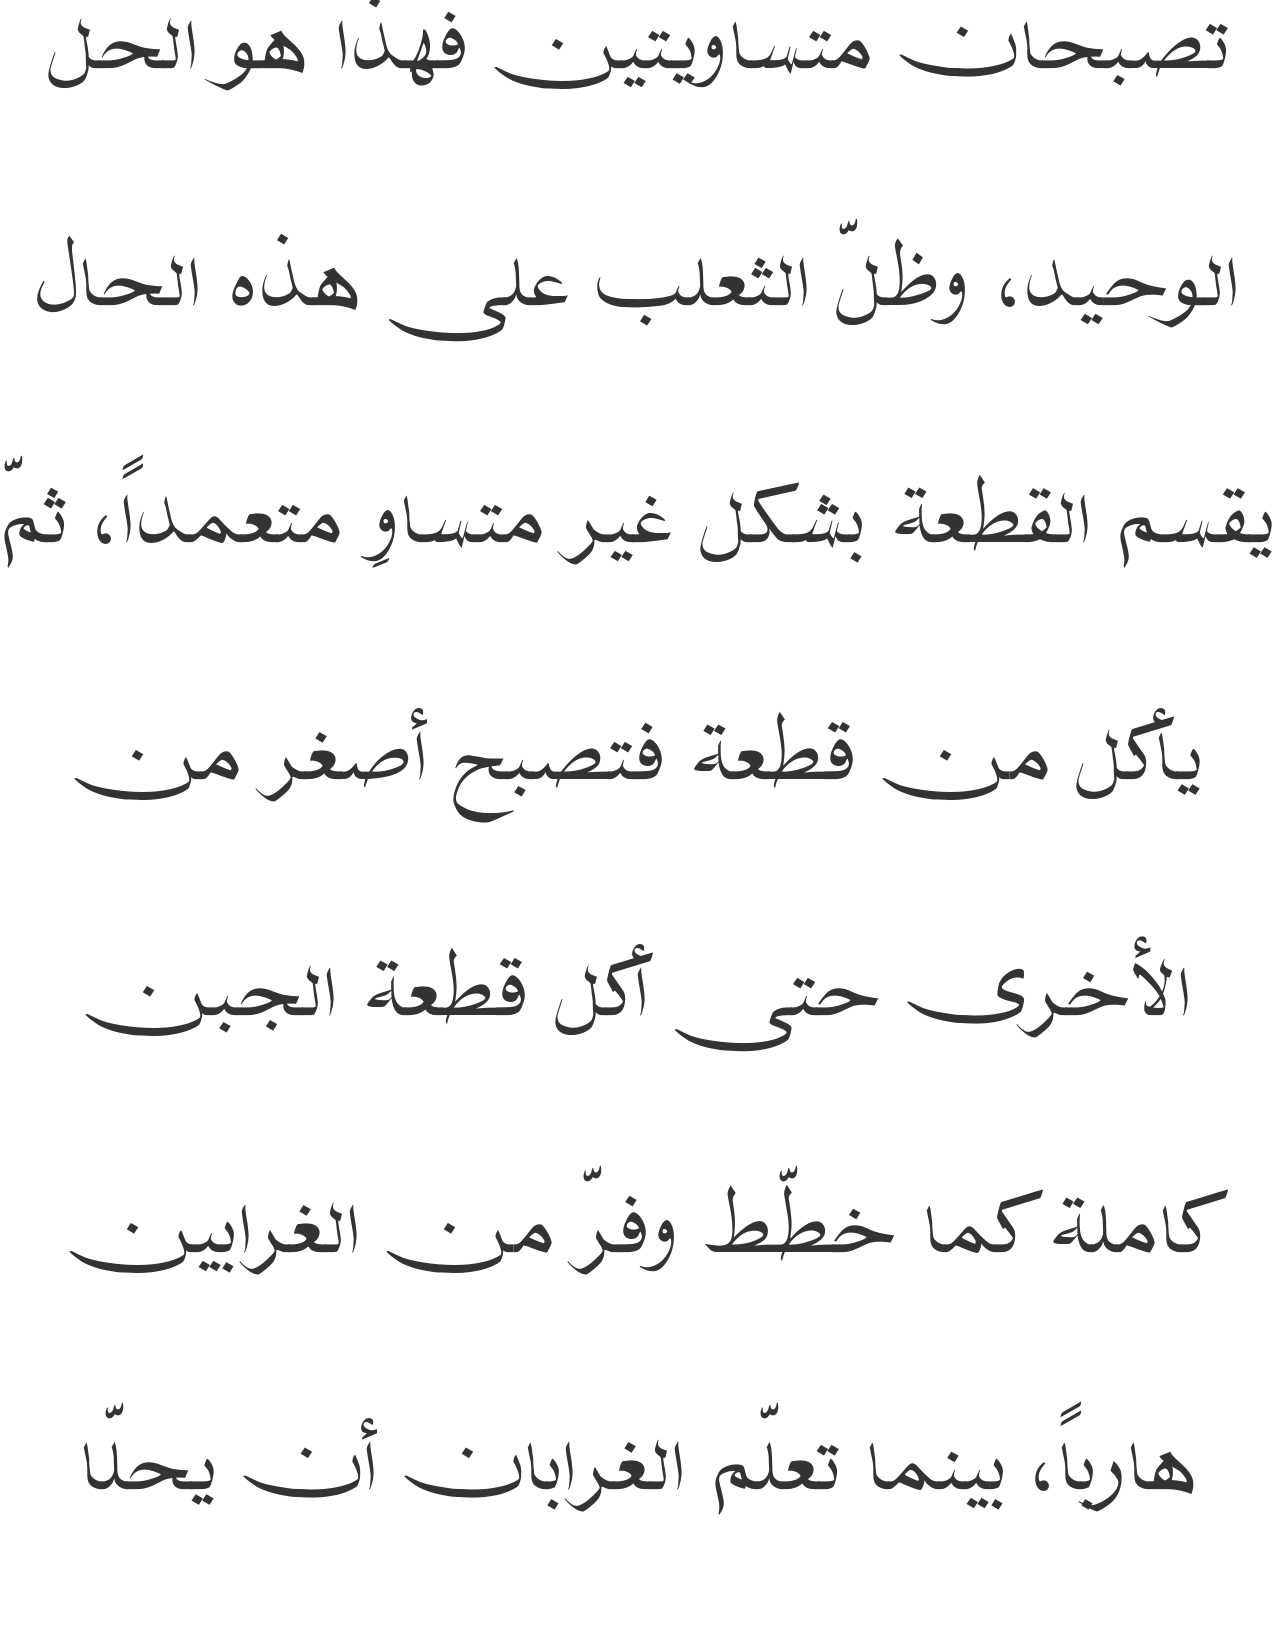 تصبحان متساويتين فهذا هو الحل
الوحيد، وظلّ الثعلب على هذه الحال
يقسم القطعة بشكل غير متساوٍ متعمداً، ثمّ
يأكل من قطعة فتصبح أصغر من
الأخرى حتى أكل قطعة الجبن
كاملة كما خطّط وفرّ من الغرابين
هارباً، بينما تعلّم الغرابان أن يحلّا